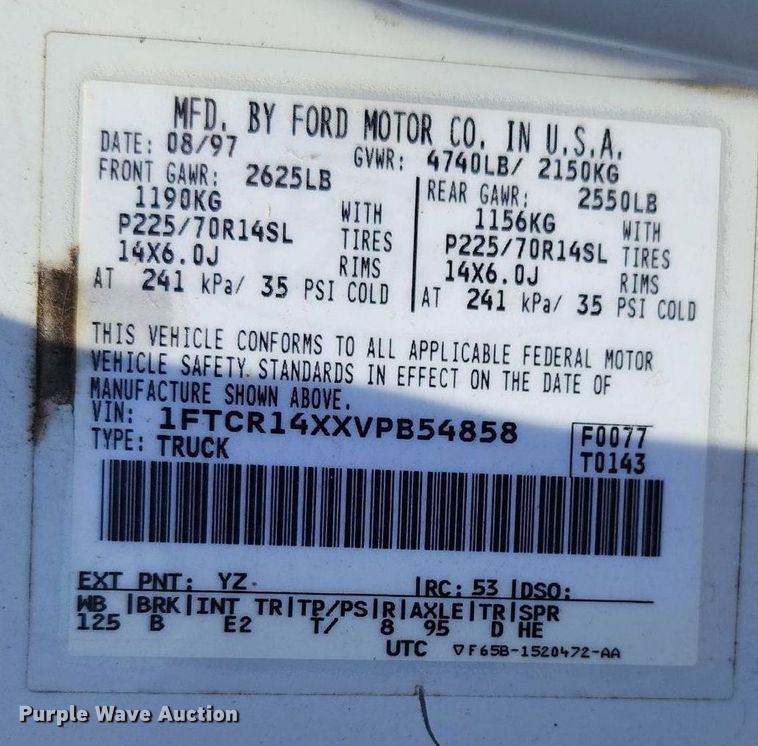 MFD. BY FORD MOTOR CO. IN U.S.A.
DATE: 08/97 GVWR: 4740LB/ 2150KG
FRONT GAWR: 2625LB REAR GAWR: 2550LB
1190KG WITH 1156KG WITH
P225/70R14SL TIRES P225/70R14SL TIRES
14X6.0J RIMS 14X6.0J RIMS
AT 241 kPa/ 35 PSI COLD AT 241 kPa/ 35 PSI COLD
THIS VEHICLE CONFORMS TO ALL APPLICABLE FEDERAL MOTOR
VEHICLE SAFETY STANDARDS IN EFFECT ON THE DATE OF
MANUFACTURE SHOWN ABOVE.
VIN: 1FTCR14XXVPB54858 F0077
TYPE: TRUCK T0143
EXT PNT: YZ RC: 53 DSO:
WB BRK INT TR TP/PS R AXLE TR SPR
125 B E2 T/ 8 95 D HE
UTC ▽F65B-1520472-AA
Purple Wave Auction